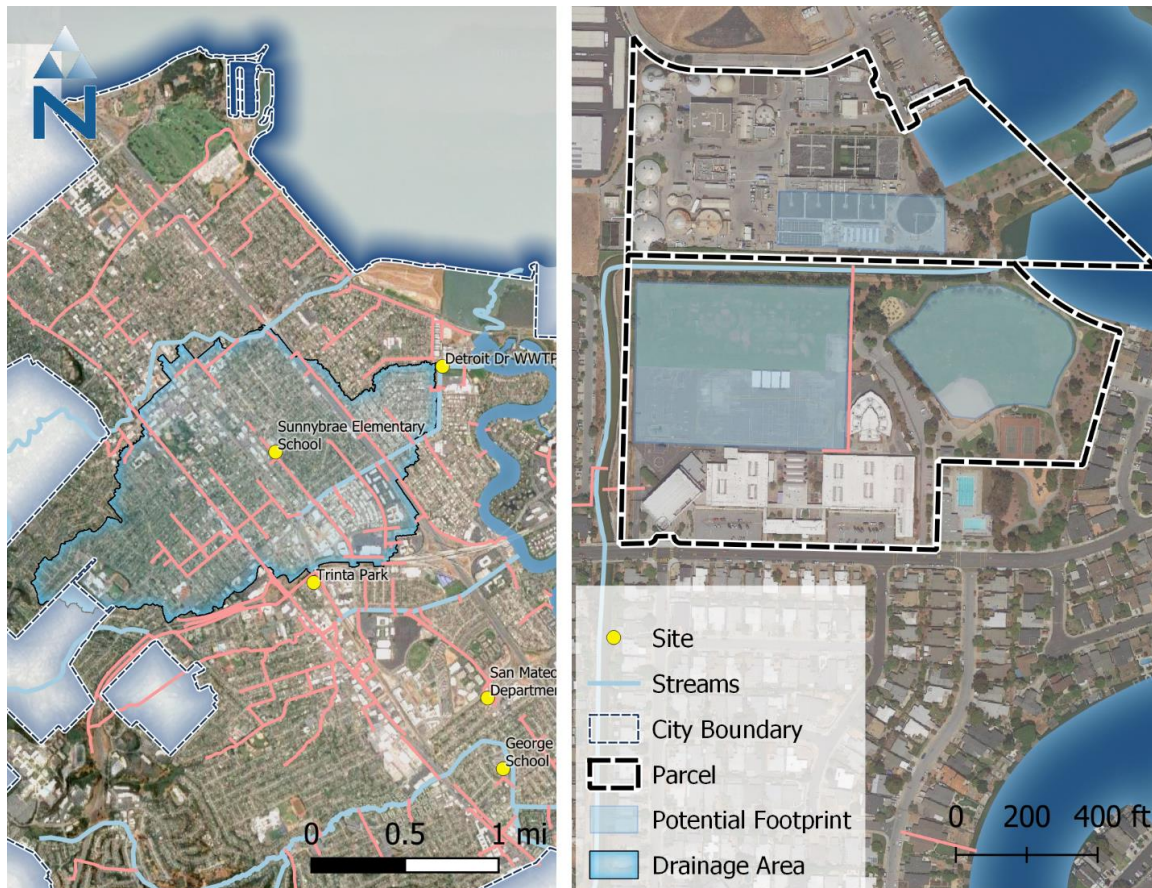 N
Detroit Dr WWTP
Sunnybrae Elementary
School
Trinta Park
San Mateo
Departmen
George
School
0 0.5 1 mi
Site
Streams
City Boundary
Parcel
Potential Footprint
Drainage Area
0 200 400 ft